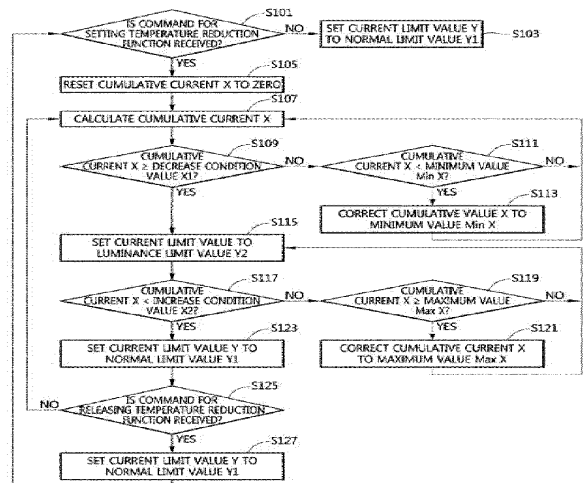 S101
IS COMMAND FOR
SETTING TEMPERATURE REDUCTION
FUNCTION RECEIVED?
NO
SET CURRENT LIMIT VALUE Y
TO NORMAL LIMIT VALUE Y1
S103
YES
S105
RESET CUMULATIVE CURRENT X TO ZERO
S107
CALCULATE CUMULATIVE CURRENT X
S109
CUMULATIVE
CURRENT X ≥ DECREASE CONDITION
VALUE X1?
NO
S111
CUMULATIVE
CURRENT X < MINIMUM VALUE
Min X?
NO
YES
YES
S113
CORRECT CUMULATIVE VALUE X TO
MINIMUM VALUE Min X
S115
SET CURRENT LIMIT VALUE TO
LUMINANCE LIMIT VALUE Y2
S117
CUMULATIVE
CURRENT X < INCREASE CONDITION
VALUE X2?
NO
S119
CUMULATIVE
CURRENT X ≥ MAXIMUM VALUE
Max X?
NO
YES
S123
YES
S121
SET CURRENT LIMIT VALUE Y TO
NORMAL LIMIT VALUE Y1
CORRECT CUMULATIVE CURRENT X
TO MAXIMUM VALUE Max X
S125
NO
IS COMMAND FOR
RELEASING TEMPERATURE REDUCTION
FUNCTION RECEIVED?
YES
S127
SET CURRENT LIMIT VALUE Y TO
NORMAL LIMIT VALUE Y1